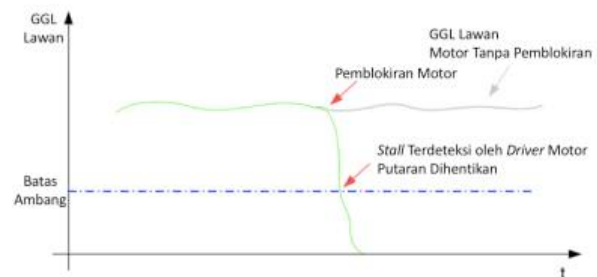 GGL
Lawan
GGL Lawan
Motor Tanpa Pemblokiran
Pemblokiran Motor
Stall Terdeteksi oleh Driver Motor
Putaran Dihentikan
Batas
Ambang
t